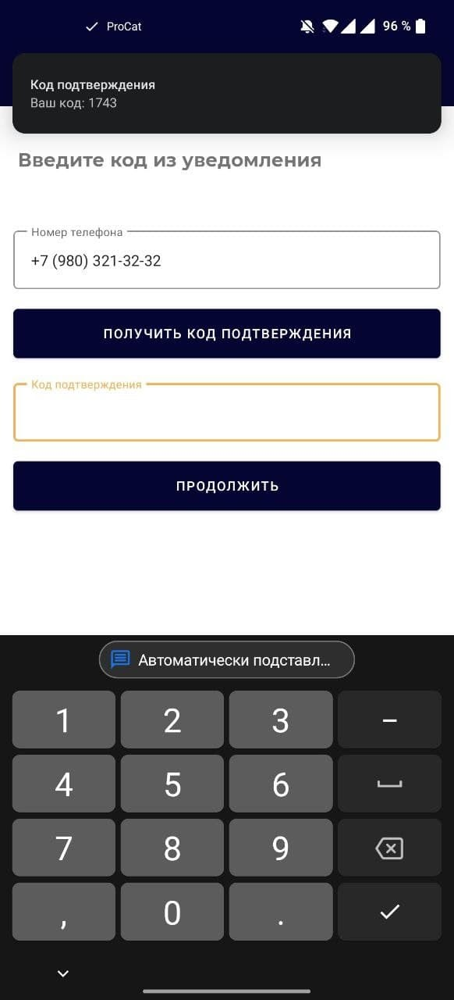 ProCat
96 %
Код подтверждения
Ваш код: 1743
Введите код из уведомления
Номер телефона
+7 (980) 321-32-32
ПОЛУЧИТЬ КОД ПОДТВЕРЖДЕНИЯ
Код подтверждения
ПРОДОЛЖИТЬ
Автоматически подставл...
1 2 3 –
4 5 6
7 8 9
, 0 .